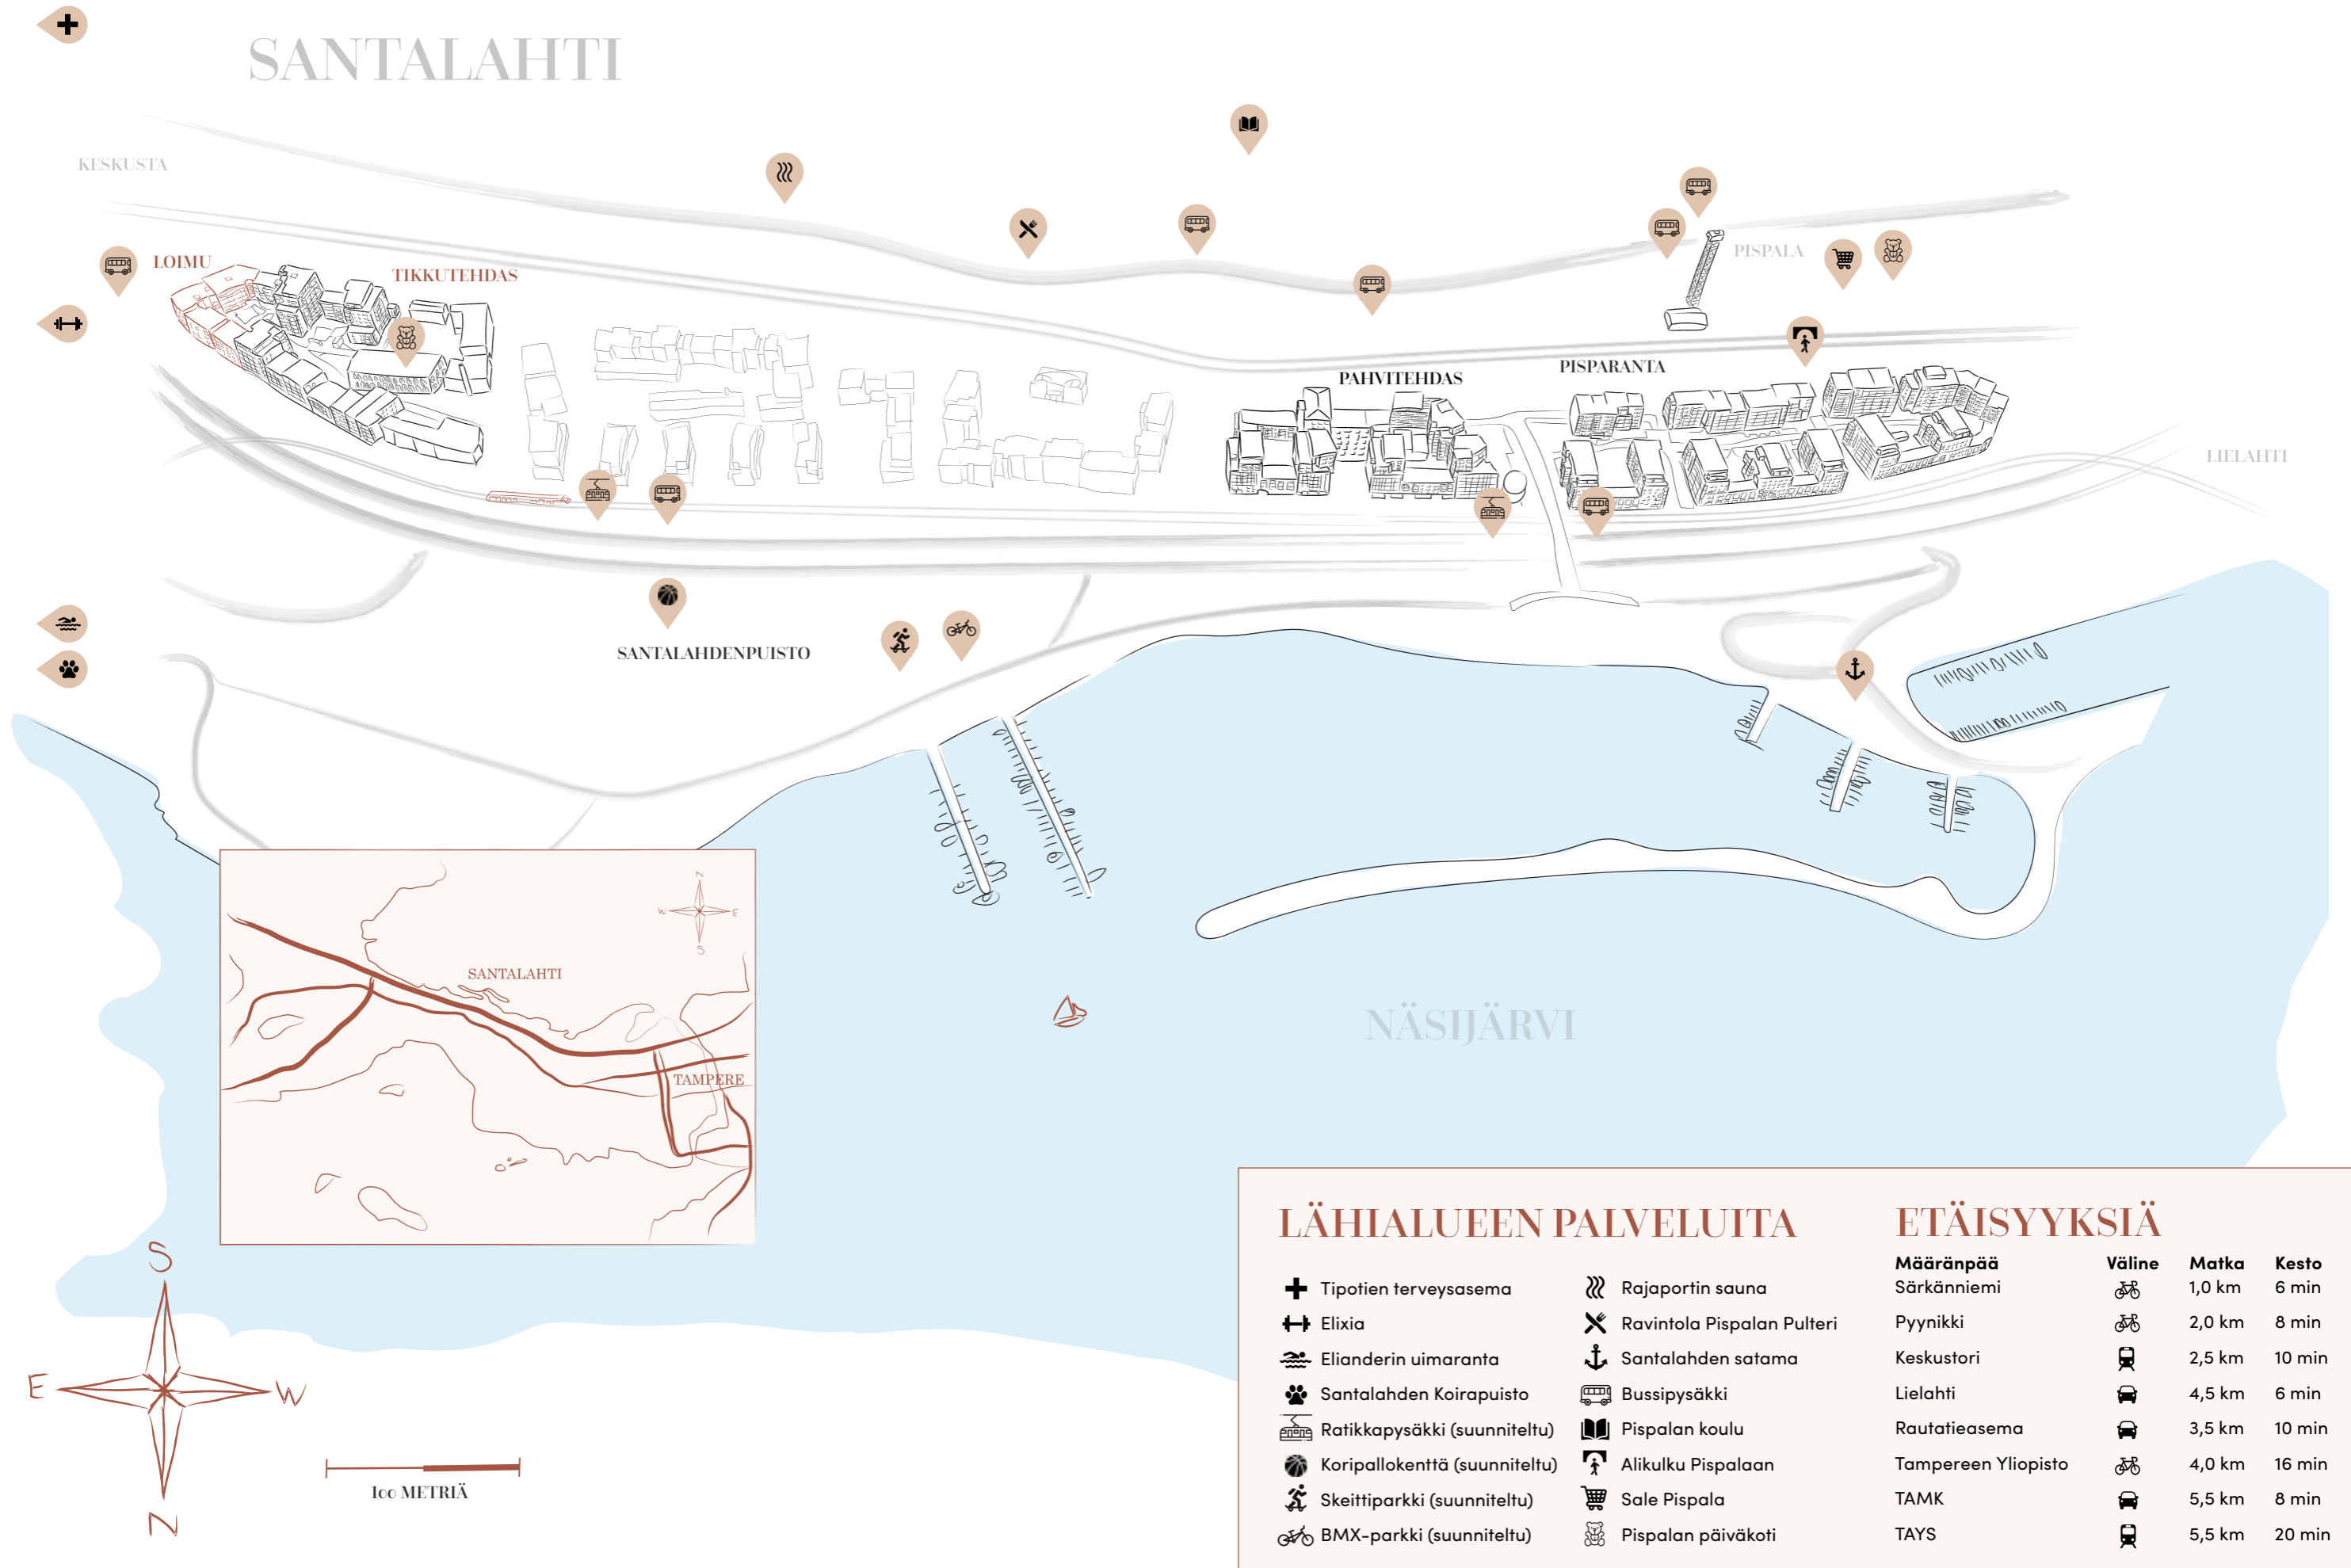 SANTALAHTI
KESKUSTA
LOIMU
TIKKUTEHDAS
PISPALA
PISPARANTA
PAHVITEHDAS
LIELAHTI
SANTALAHDENPUISTO
N
W E
S
SANTALAHTI
TAMPERE
NÄSIJÄRVI
S
E W
N
100 METRIÄ
LÄHIALUEEN PALVELUITA
Tipotien terveysasema
Elixia
Elianderin uimaranta
Santalahden Koirapuisto
Ratikkapysäkki (suunniteltu)
Koripallokenttä (suunniteltu)
Skeittiparkki (suunniteltu)
BMX-parkki (suunniteltu)
Rajaportin sauna
Ravintola Pispalan Pulteri
Santalahden satama
Bussipysäkki
Pispalan koulu
Alikulku Pispalaan
Sale Pispala
Pispalan päiväkoti
ETÄISYYKSIÄ
Määränpää Väline Matka Kesto
Särkänniemi 1,0 km 6 min
Pyynikki 2,0 km 8 min
Keskustori 2,5 km 10 min
Lielahti 4,5 km 6 min
Rautatieasema 3,5 km 10 min
Tampereen Yliopisto 4,0 km 16 min
TAMK 5,5 km 8 min
TAYS 5,5 km 20 min